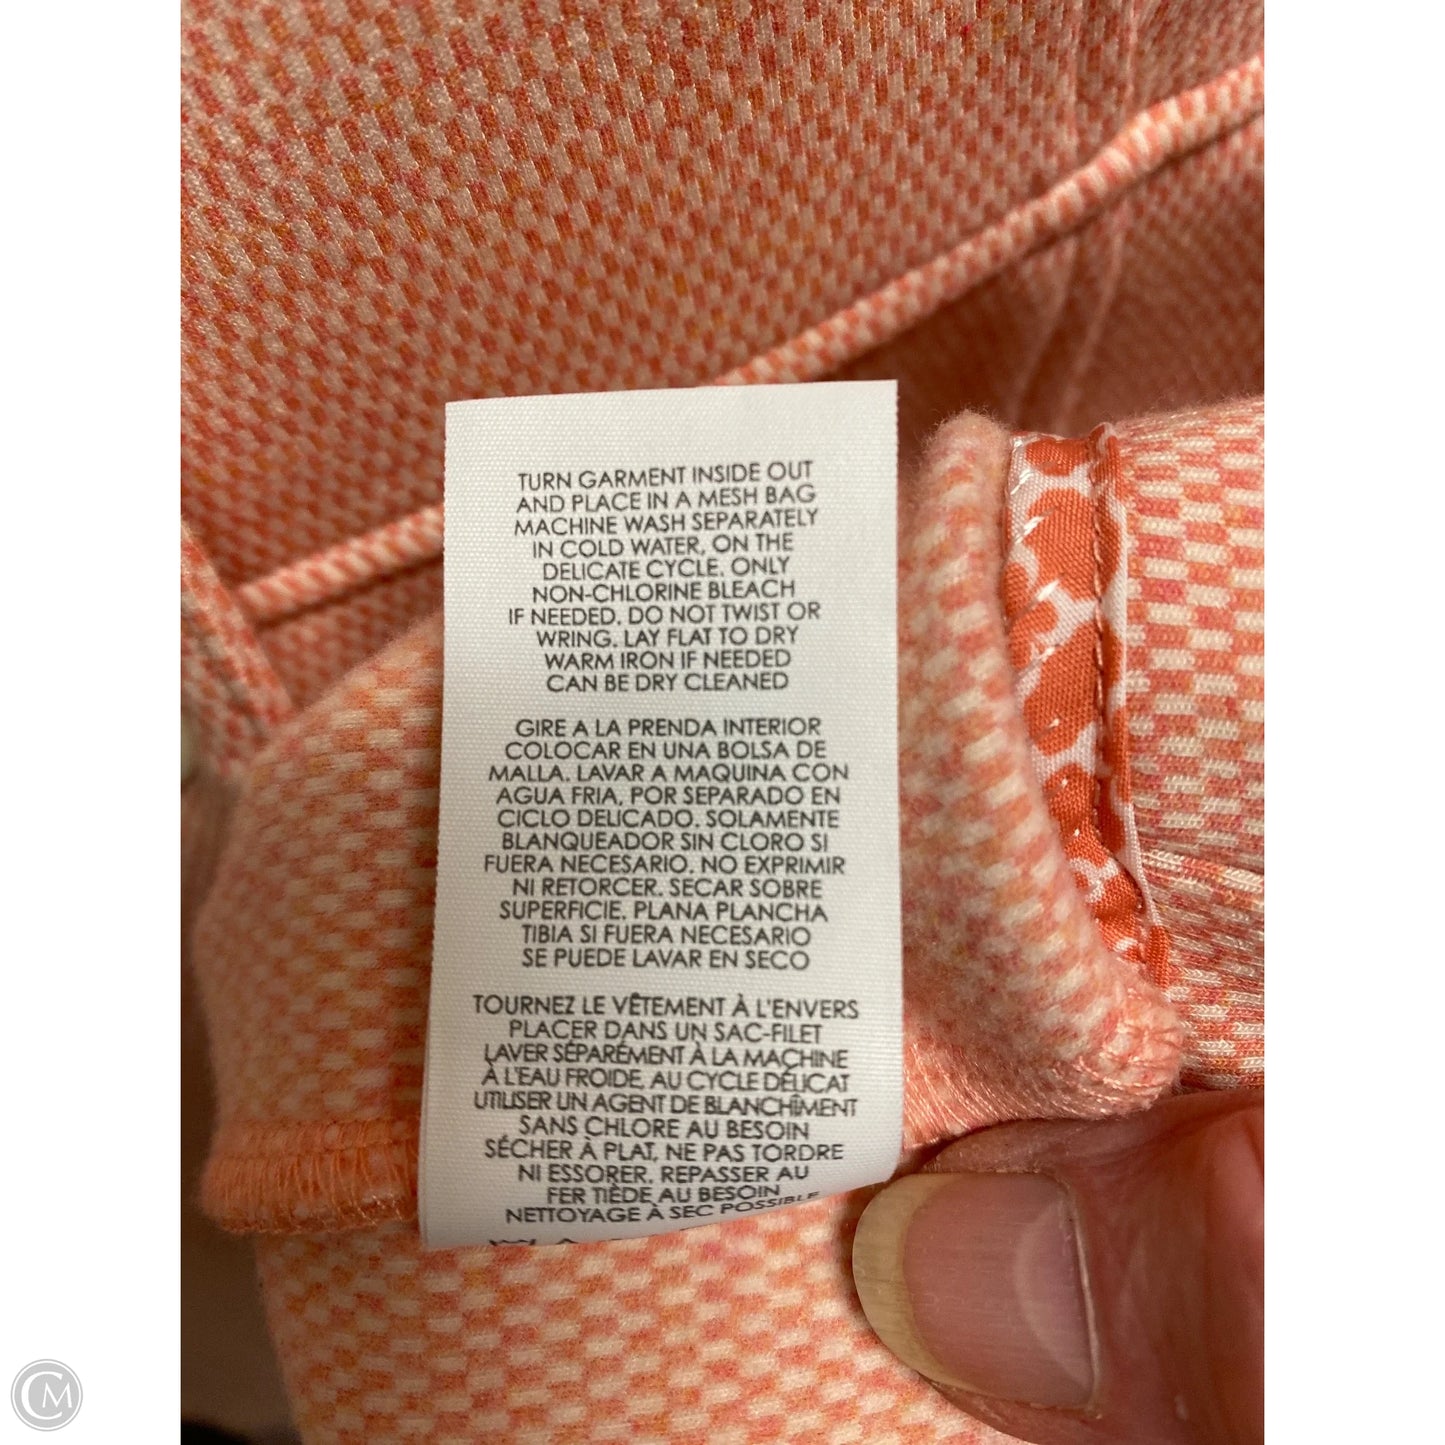 TURN GARMENT INSIDE OUT
AND PLACE IN A MESH BAG
MACHINE WASH SEPARATELY
IN COLD WATER, ON THE
DELICATE CYCLE. ONLY
NON-CHLORINE BLEACH
IF NEEDED. DO NOT TWIST OR
WRING. LAY FLAT TO DRY
WARM IRON IF NEEDED
CAN BE DRY CLEANED
GIRE A LA PRENDA INTERIOR
COLOCAR EN UNA BOLSA DE
MALLA. LAVAR A MAQUINA CON
AGUA FRIA, POR SEPARADO EN
CICLO DELICADO. SOLAMENTE
BLANQUEADOR SIN CLORO SI
FUERA NECESARIO. NO EXPRIMIR
NI RETORCER. SECAR SOBRE
SUPERFICIE. PLANA PLANCHA
TIBIA SI FUERA NECESARIO
SE PUEDE LAVAR EN SECO
TOURNEZ LE VÊTEMENT À L'ENVERS
PLACER DANS UN SAC-FILET
LAVER SÉPARÉMENT À LA MACHINE
À L'EAU FROIDE, AU CYCLE DÉLICAT
UTILISER UN AGENT DE BLANCHÎMENT
SANS CHLORE AU BESOIN
SÉCHER À PLAT, NE PAS TORDRE
NI ESSORER. REPASSER AU
FER TIÈDE AU BESOIN
NETTOYAGE À SEC POSSIBLE
CM